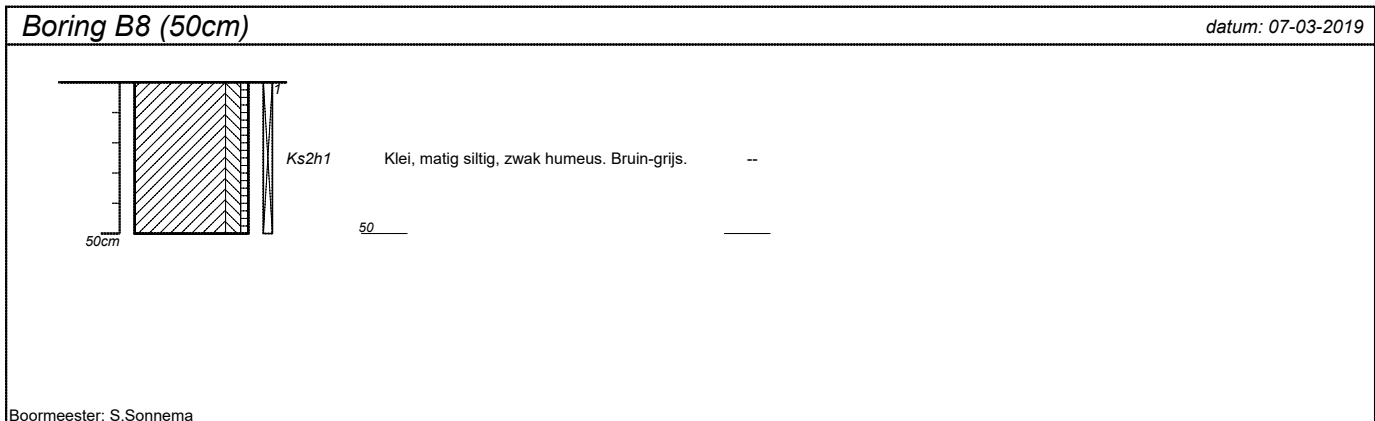 Boring B8 (50cm) datum: 07-03-2019
1
Ks2h1 Klei, matig siltig, zwak humeus. Bruin-grijs. --
50cm 50
Boormeester: S.Sonnema